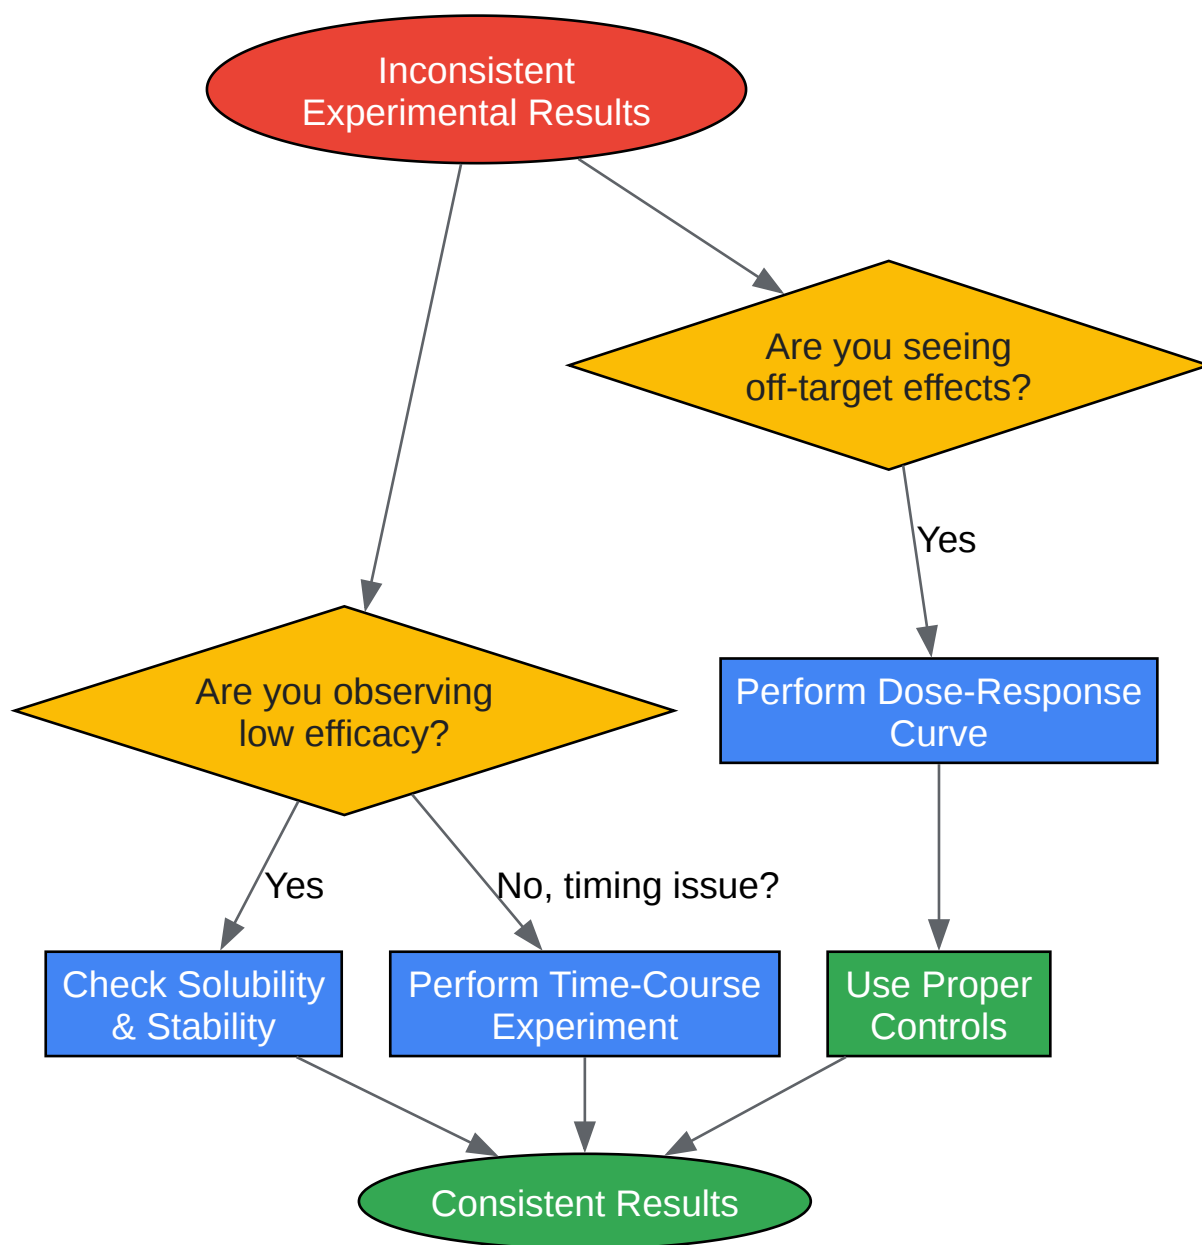 Inconsistent
Experimental Results
Are you seeing
off-target effects?
Yes
Perform Dose-Response
Curve
Are you observing
low efficacy?
Yes
No, timing issue?
Check Solubility
& Stability
Perform Time-Course
Experiment
Use Proper
Controls
Consistent Results